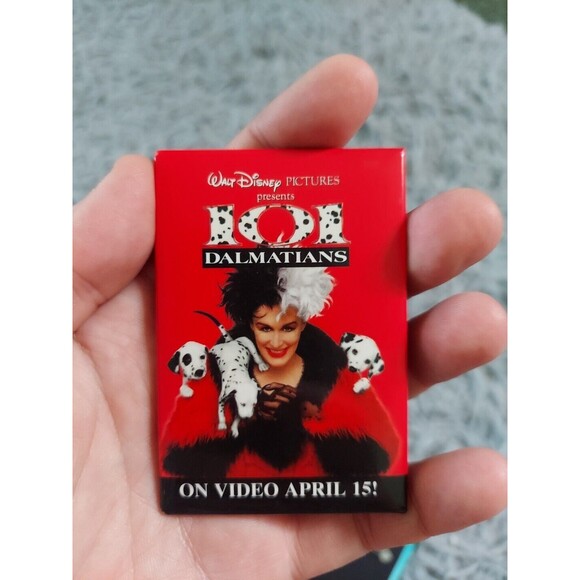 WALT DISNEY PICTURES
presents
101
DALMATIANS
ON VIDEO APRIL 15!